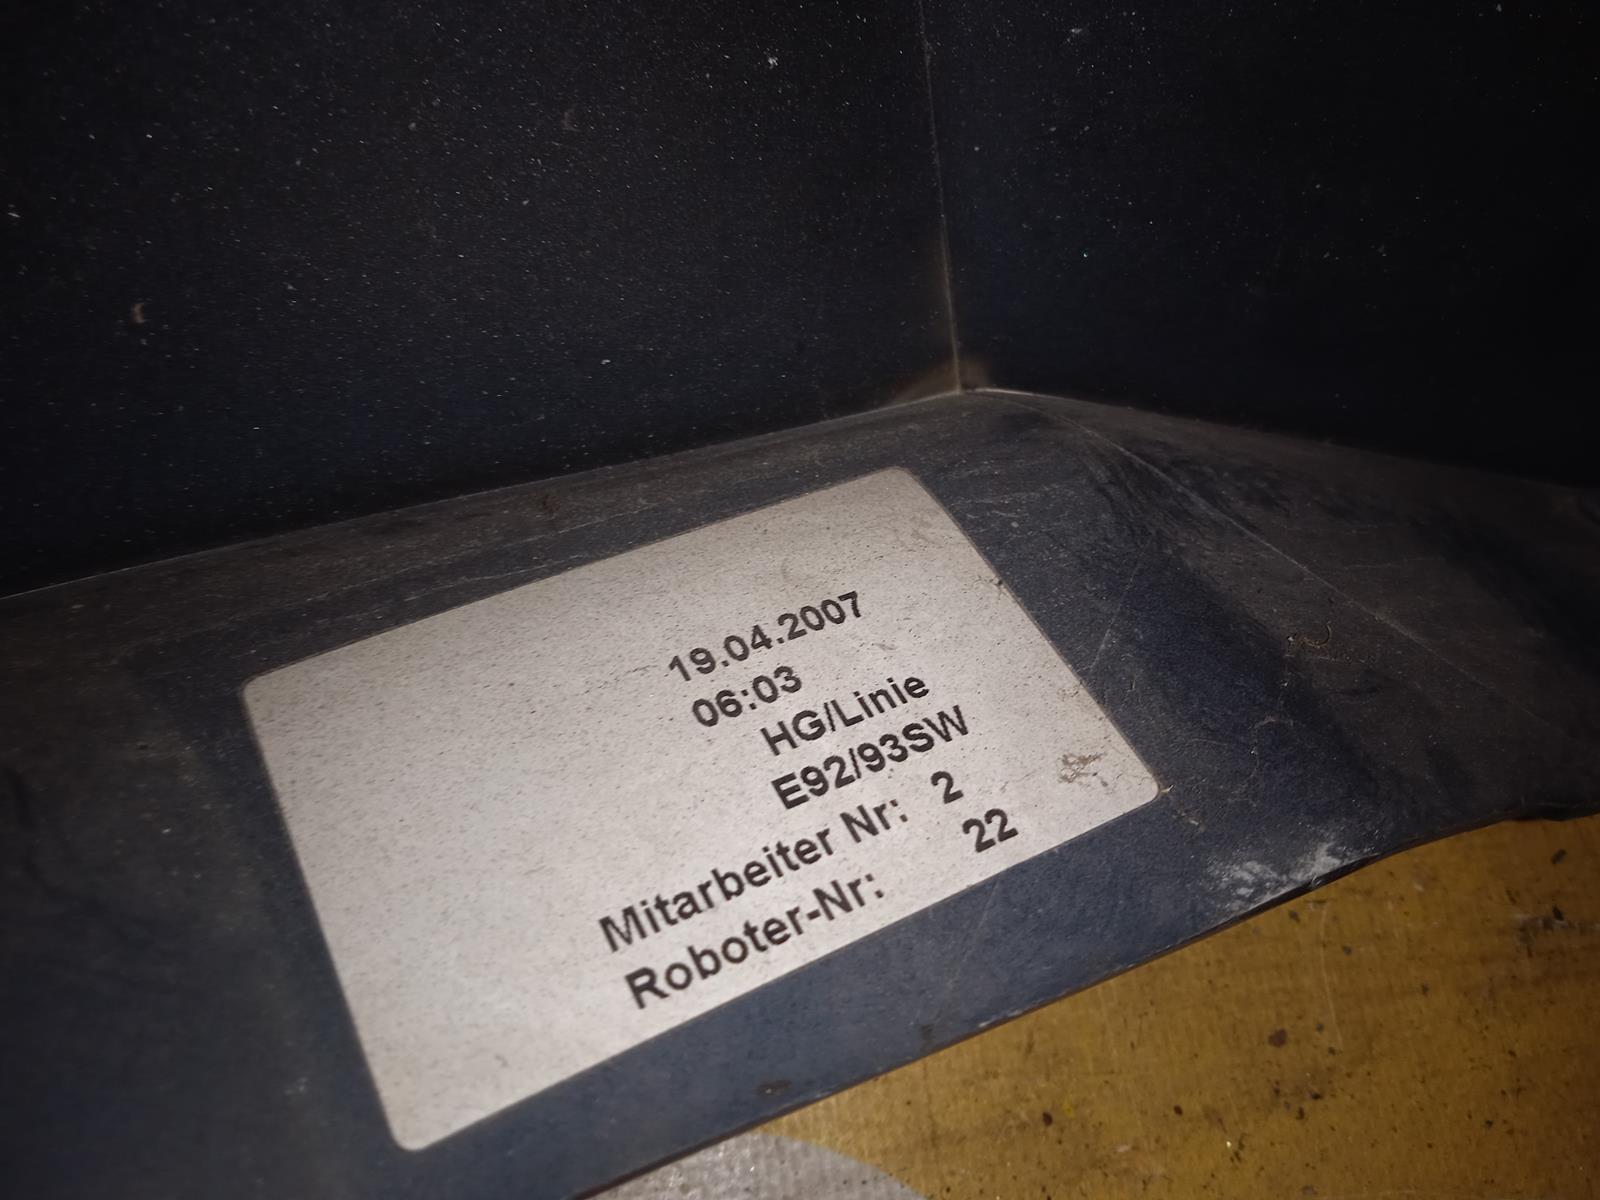 19.04.2007
06:03
HG/Linie
E92/93SW
Mitarbeiter Nr: 2
Roboter-Nr: 22